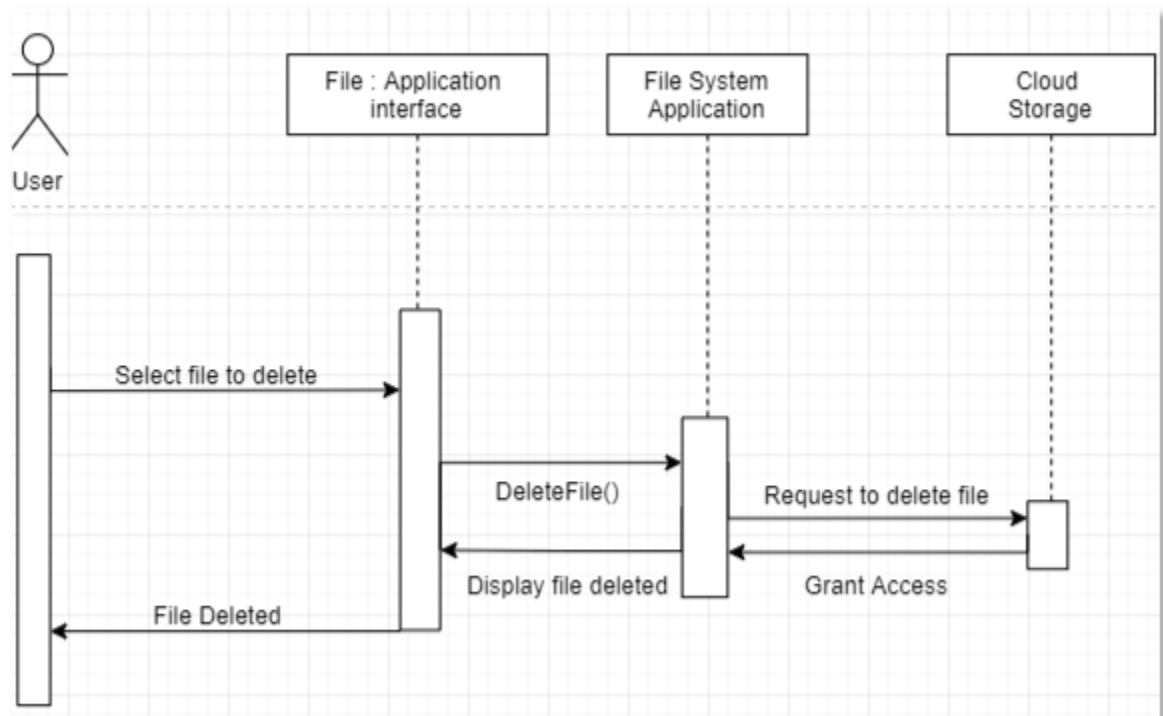 File : Application
interface
File System
Application
Cloud
Storage
User
Select file to delete
DeleteFile()
Request to delete file
Display file deleted
Grant Access
File Deleted